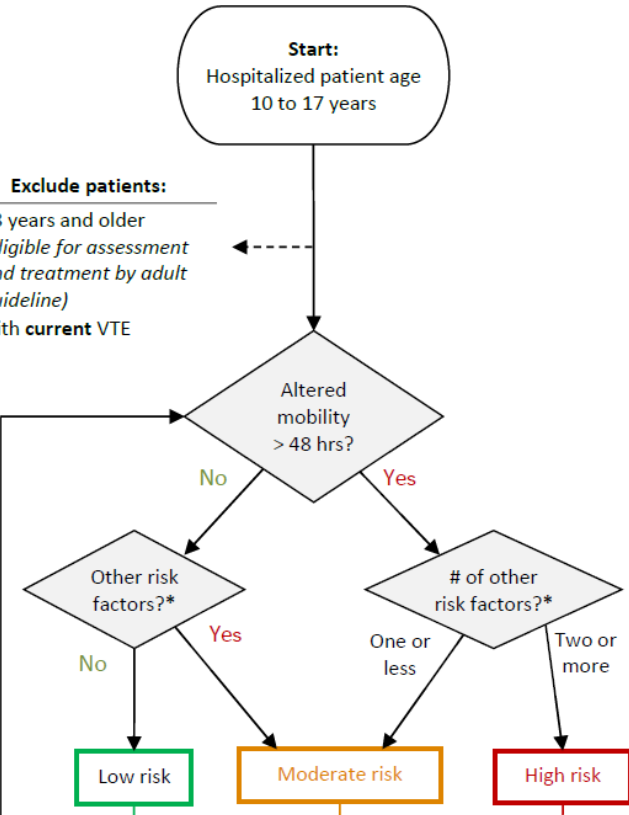 Start:
Hospitalized patient age
10 to 17 years
Exclude patients:
years and older
ligible for assessment
nd treatment by adult
uideline)
ith current VTE
Altered
mobility
> 48 hrs?
No
Yes
Other risk
factors?*
# of other
risk factors?*
No
Yes
One or
less
Two or
more
Low risk
Moderate risk
High risk